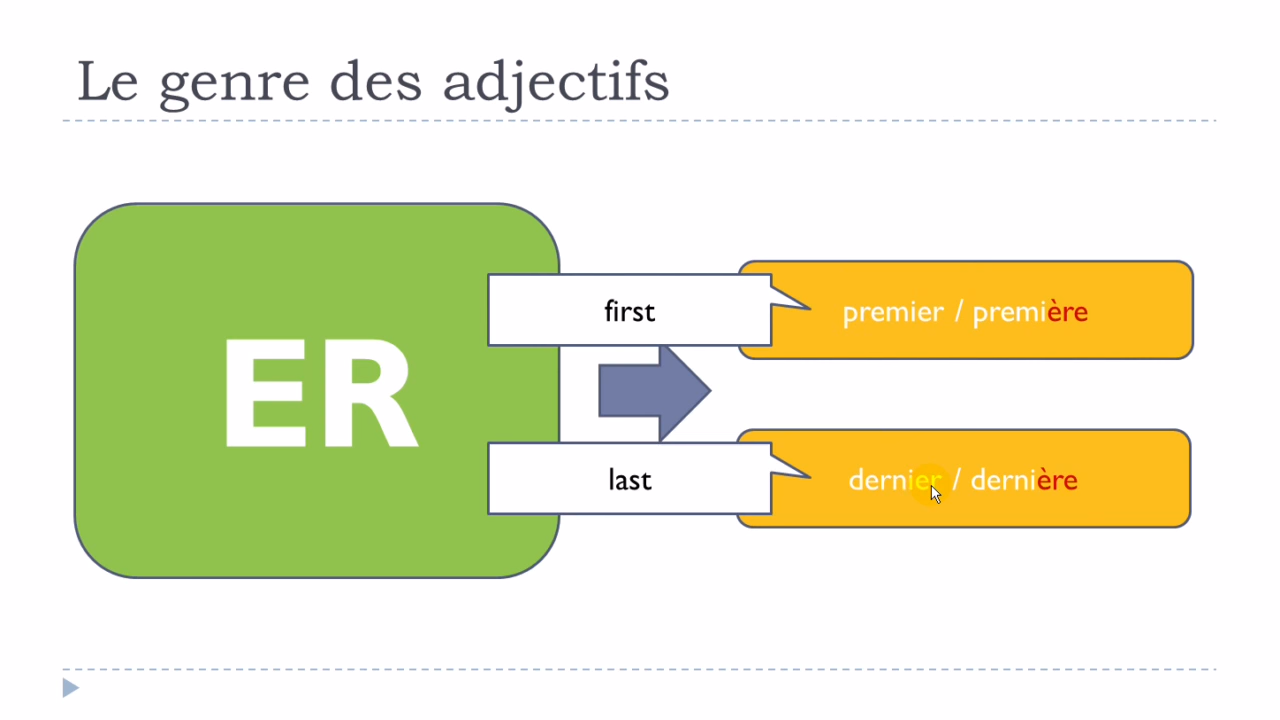 Le genre des adjectifs
ER
first
premier / première
last
dernier / dernière